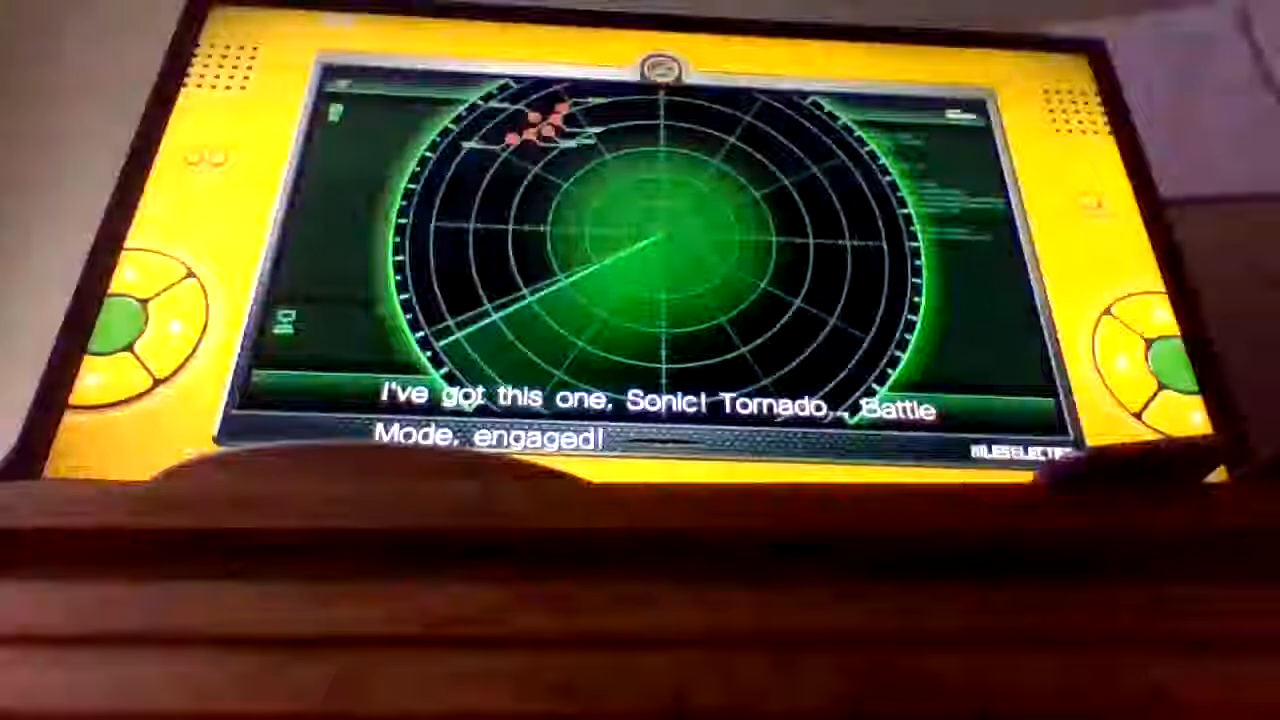 I've got this one, Sonic! Tornado... Battle
Mode, engaged!